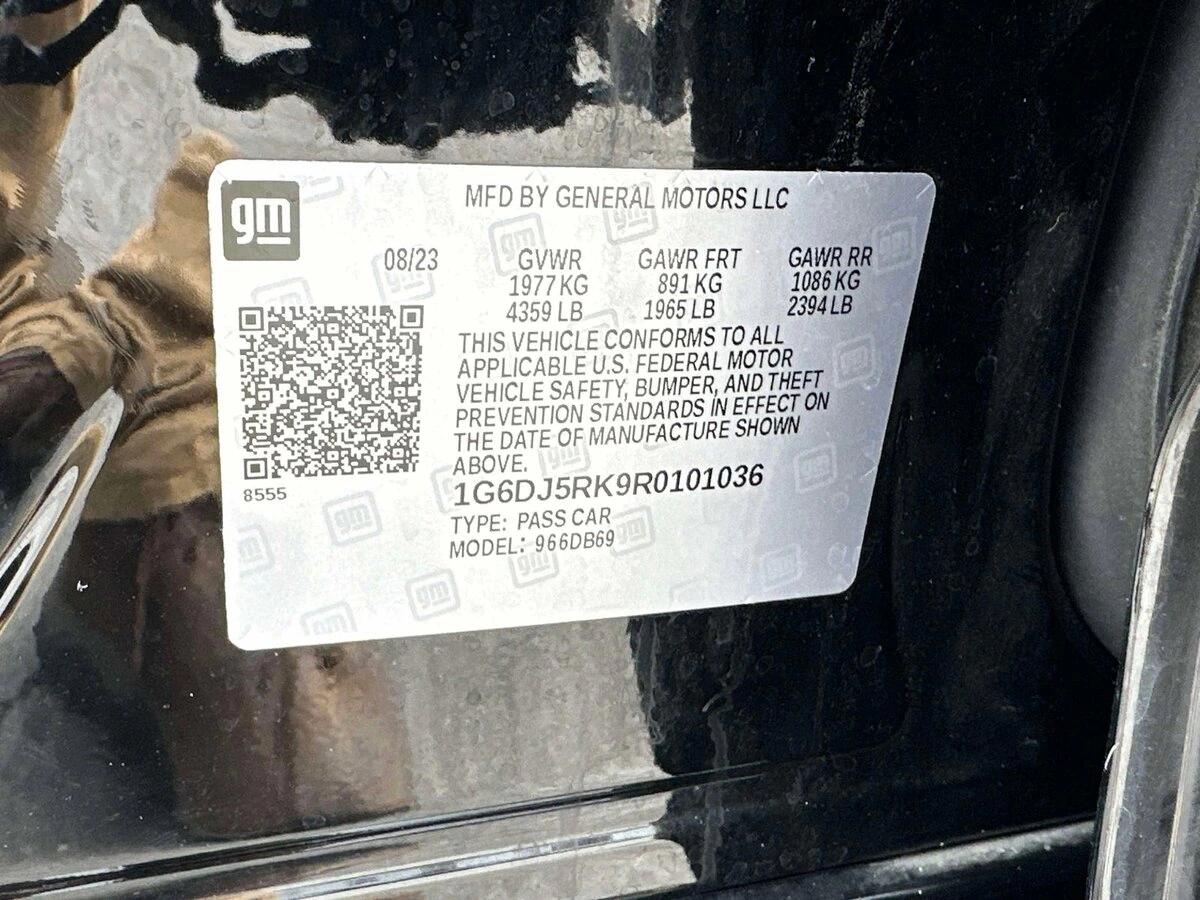 gm
MFD BY GENERAL MOTORS LLC
08/23 GVWR GAWR FRT GAWR RR
1977 KG 891 KG 1086 KG
4359 LB 1965 LB 2394 LB
THIS VEHICLE CONFORMS TO ALL
APPLICABLE U.S. FEDERAL MOTOR
VEHICLE SAFETY, BUMPER, AND THEFT
PREVENTION STANDARDS IN EFFECT ON
THE DATE OF MANUFACTURE SHOWN
ABOVE.
8555
1G6DJ5RK9R0101036
TYPE: PASS CAR
MODEL: 966DB69